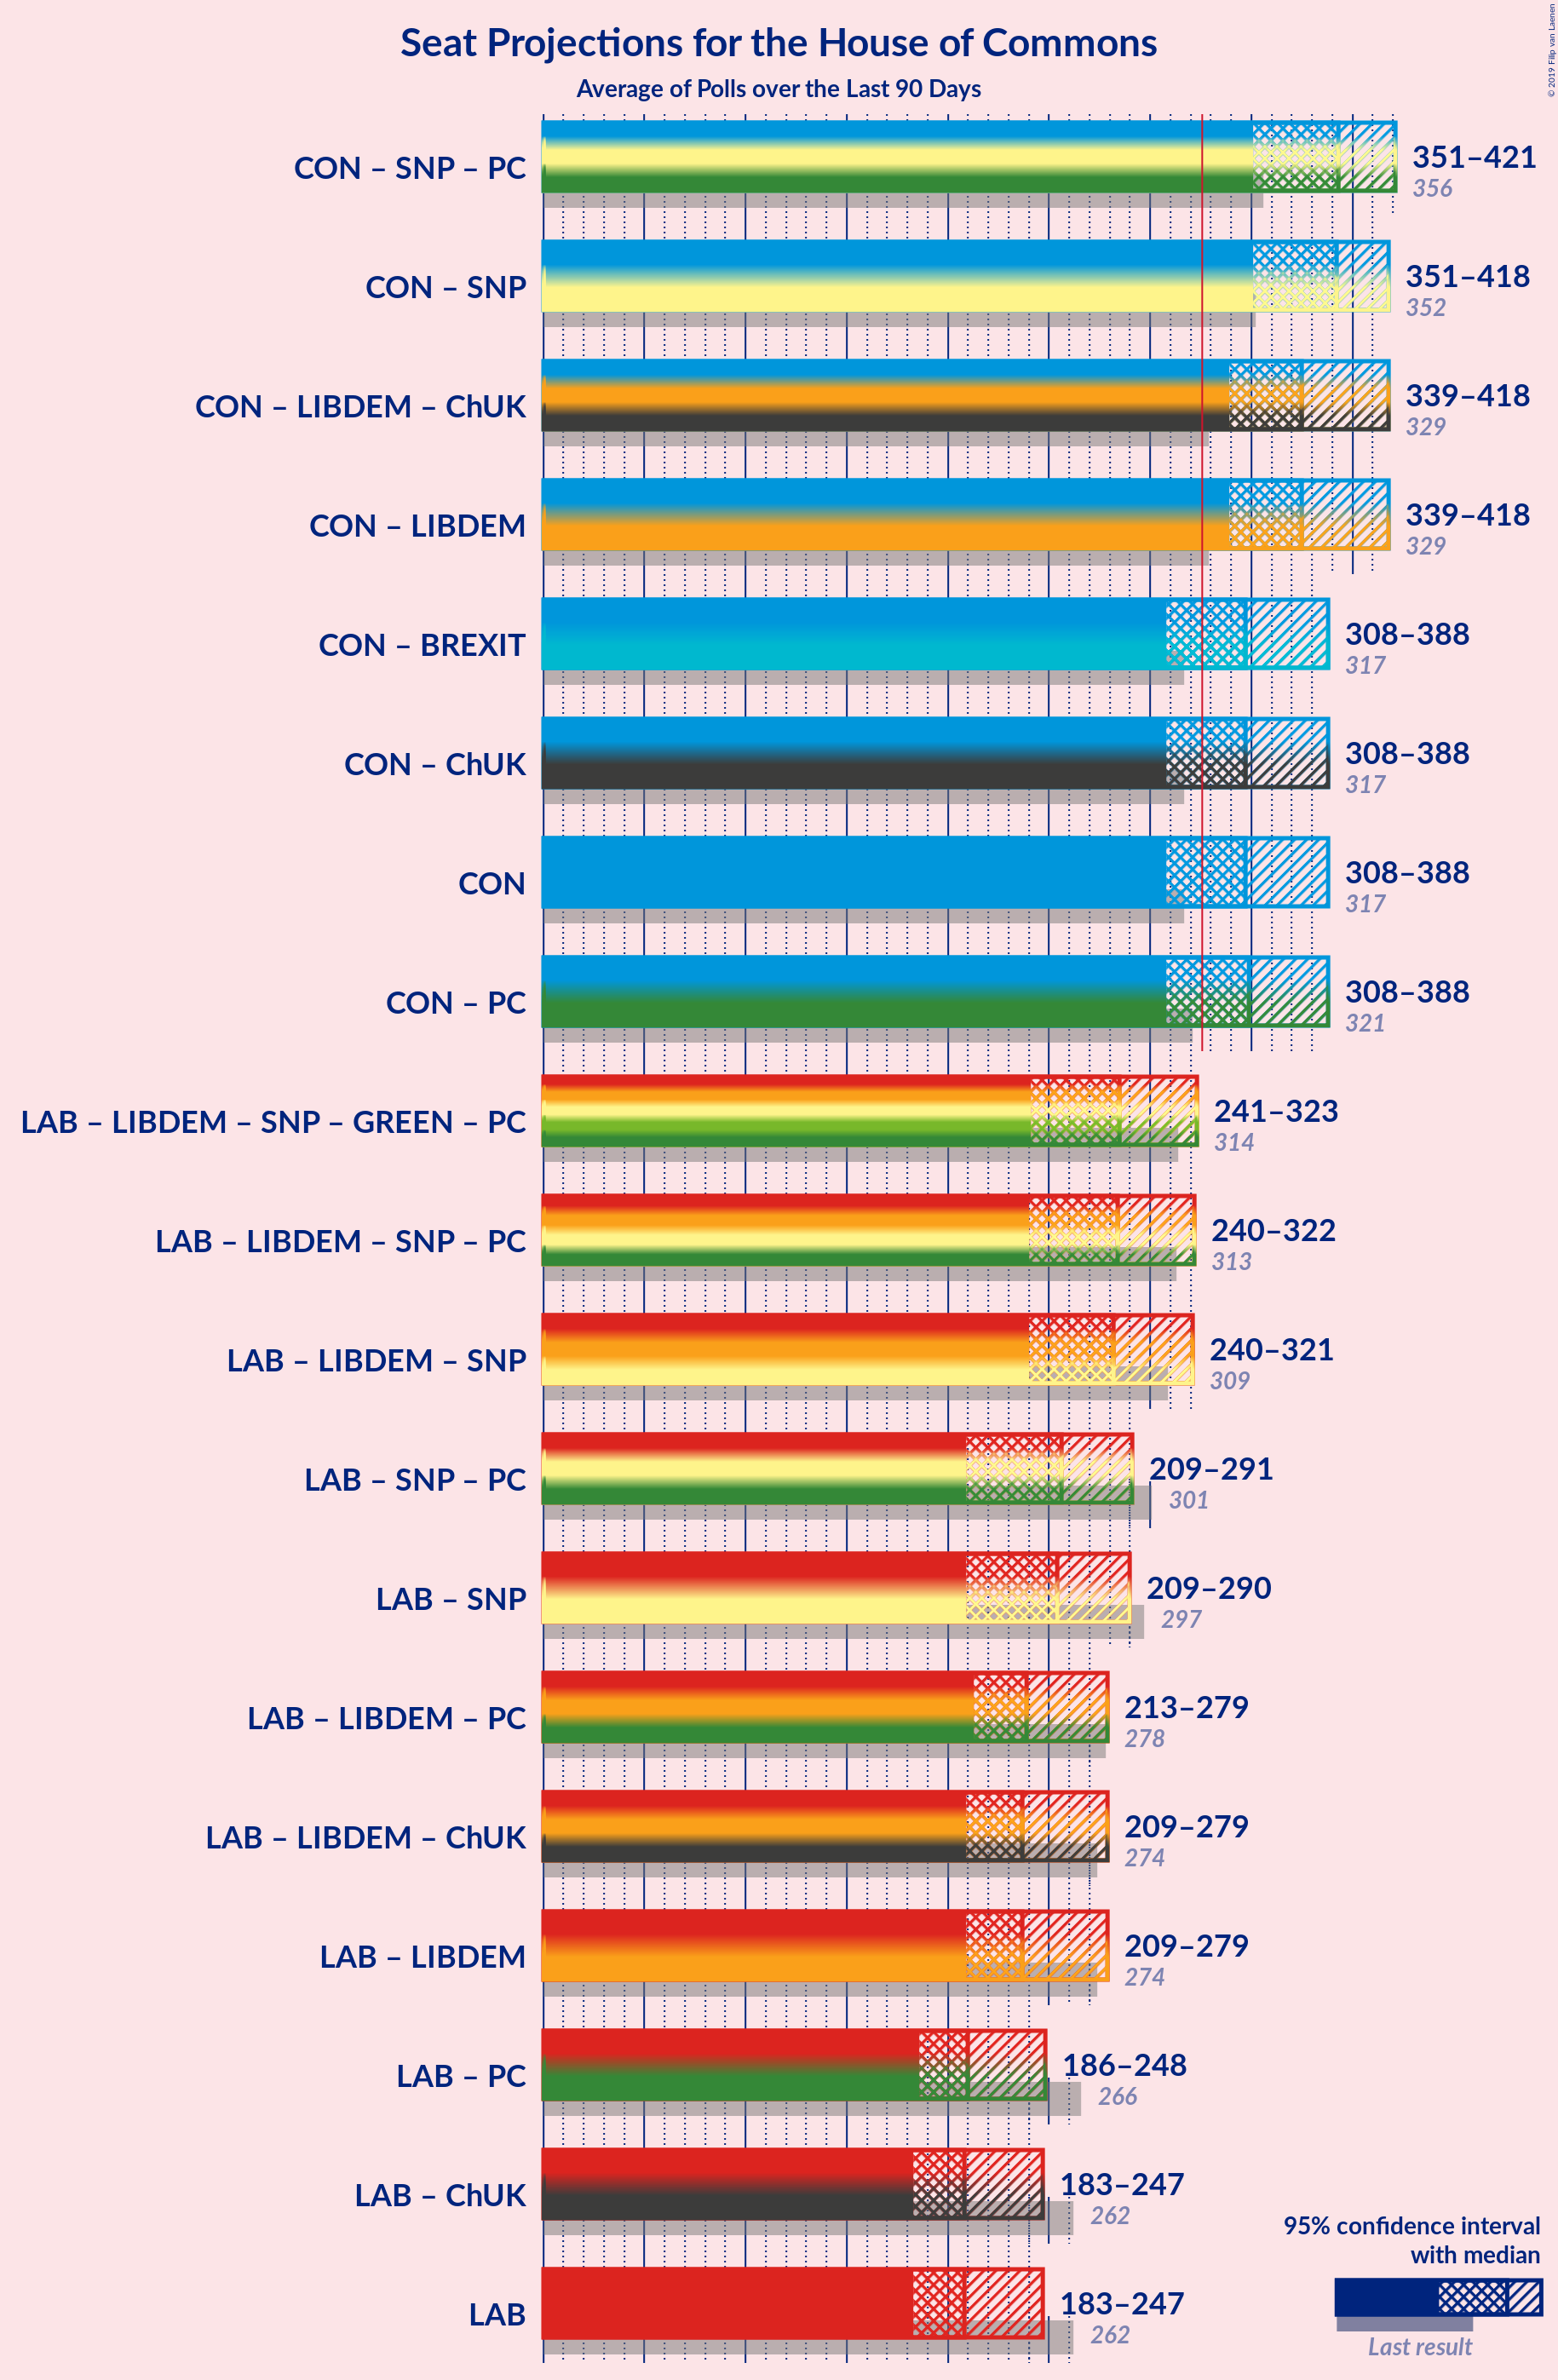 © 2019 Filip van Laenen
Seat Projections for the House of Commons
Average of Polls over the Last 90 Days
CON – SNP – PC
351–421
356
CON – SNP
351–418
352
CON – LIBDEM – ChUK
339–418
329
CON – LIBDEM
339–418
329
CON – BREXIT
308–388
317
CON – ChUK
308–388
317
CON
308–388
317
CON – PC
308–388
321
LAB – LIBDEM – SNP – GREEN – PC
241–323
314
LAB – LIBDEM – SNP – PC
240–322
313
LAB – LIBDEM – SNP
240–321
309
LAB – SNP – PC
209–291
301
LAB – SNP
209–290
297
LAB – LIBDEM – PC
213–279
278
LAB – LIBDEM – ChUK
209–279
274
LAB – LIBDEM
209–279
274
LAB – PC
186–248
266
LAB – ChUK
183–247
262
LAB
183–247
262
95% confidence interval
with median
Last result